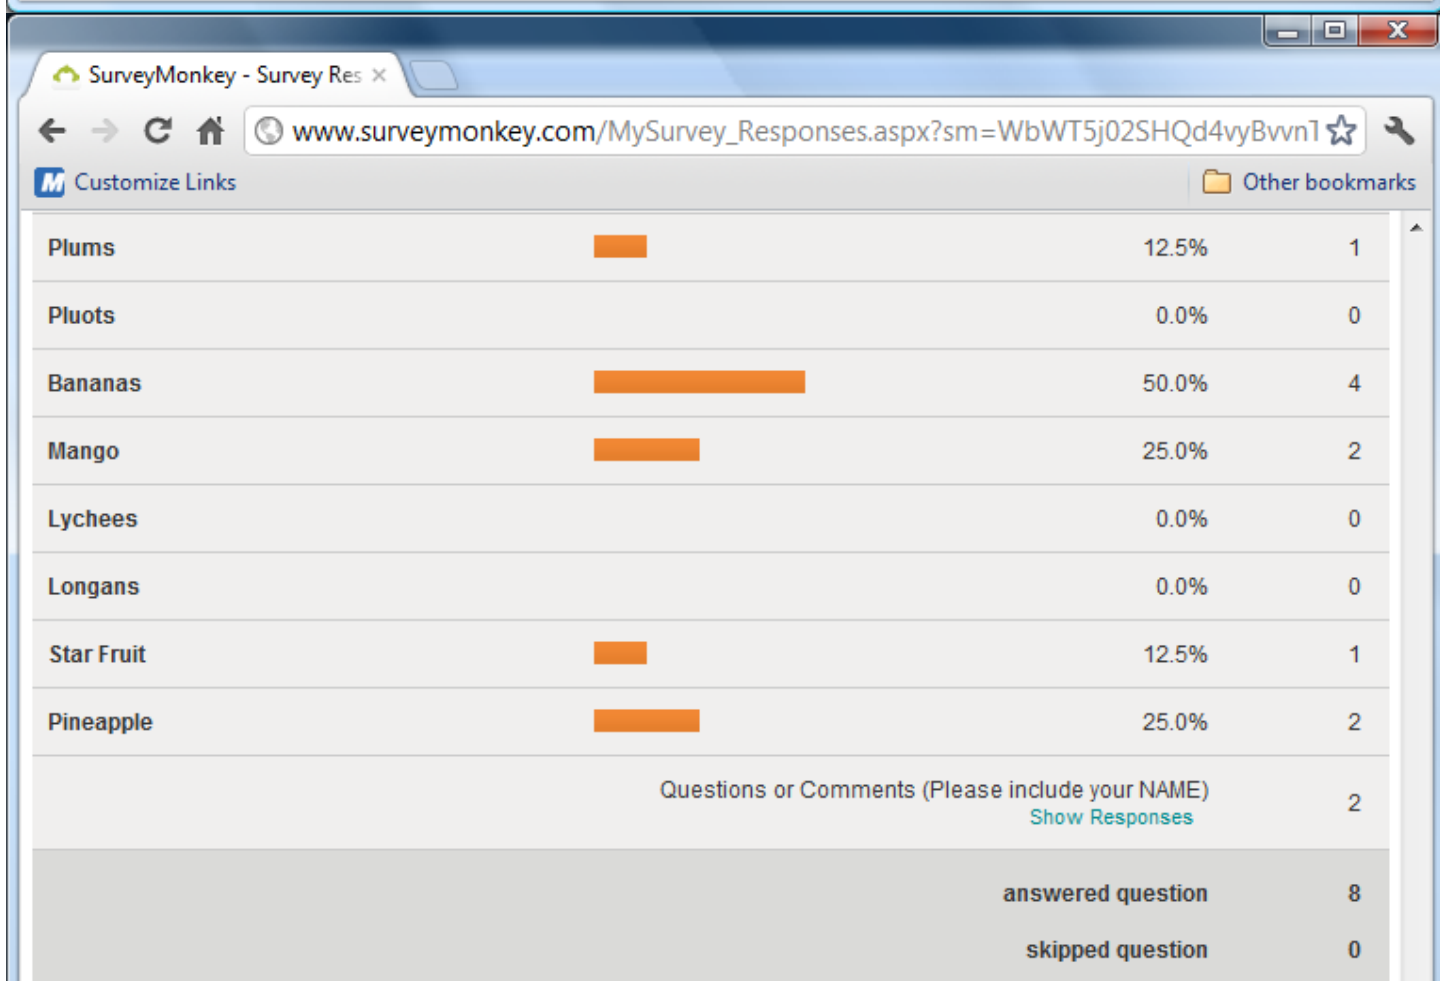 SurveyMonkey - Survey Res
www.surveymonkey.com/MySurvey_Responses.aspx?sm=WbWT5j02SHQd4vyBvvnT
Customize Links Other bookmarks
Plums 12.5% 1
Pluots 0.0% 0
Bananas 50.0% 4
Mango 25.0% 2
Lychees 0.0% 0
Longans 0.0% 0
Star Fruit 12.5% 1
Pineapple 25.0% 2
Questions or Comments (Please include your NAME) 2
Show Responses
answered question 8
skipped question 0